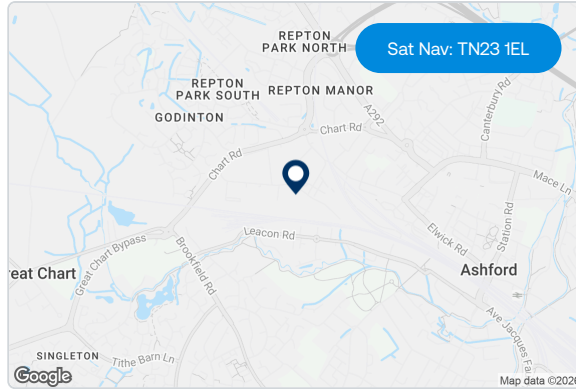 REPTON
PARK NORTH
Sat Nav: TN23 1EL
REPTON
PARK SOUTH
REPTON MANOR
GODINTON
A292
Canterbury Rd
Chart Rd
Chart Rd
Mace Ln
Station Rd
Elwick Rd
Leacon Rd
Great Chart Bypass
Brookfield Rd
reat Chart
Ashford
Ave Jacques Fa
SINGLETON
Tithe Barn Ln
Google
Map data ©2026